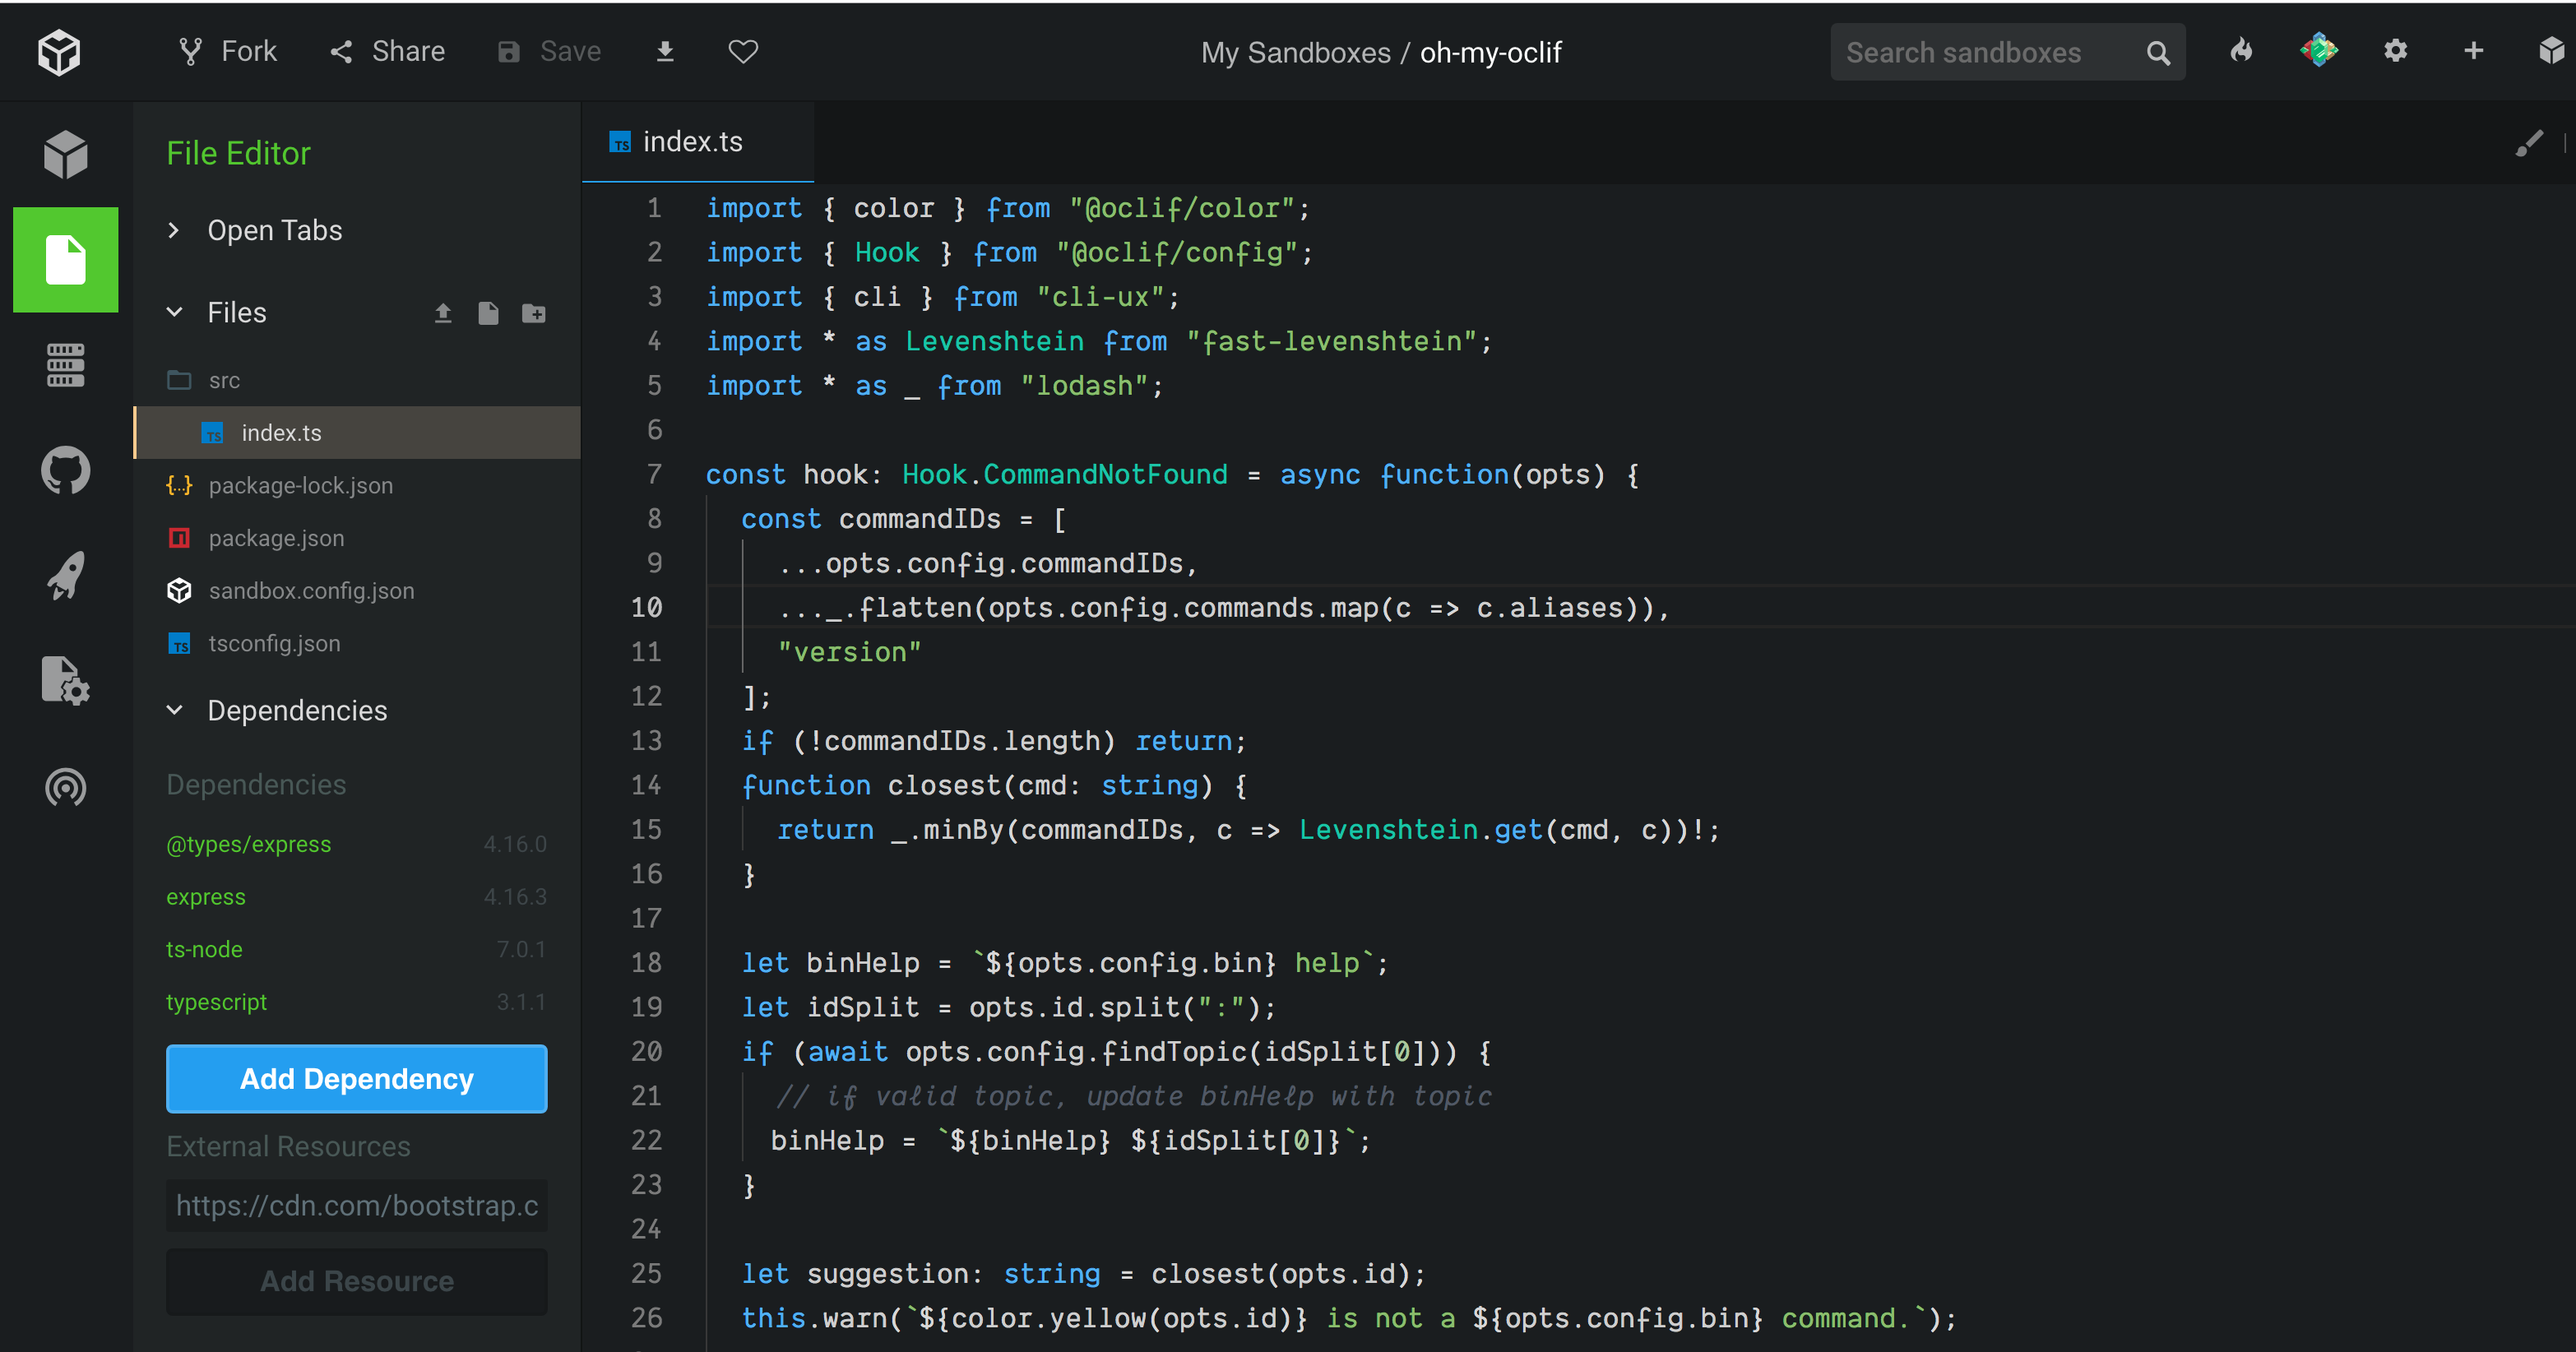 Fork Share Save My Sandboxes / oh-my-oclif Search sandboxes
File Editor
Open Tabs
Files
src
index.ts
package-lock.json
package.json
sandbox.config.json
tsconfig.json
Dependencies
Dependencies
@types/express 4.16.0
express 4.16.3
ts-node 7.0.1
typescript 3.1.1
Add Dependency
External Resources
https://cdn.com/bootstrap.c
Add Resource
index.ts
1 import { color } from "@oclif/color";
2 import { Hook } from "@oclif/config";
3 import { cli } from "cli-ux";
4 import * as Levenshtein from "fast-levenshtein";
5 import * as _ from "lodash";
6
7 const hook: Hook.CommandNotFound = async function(opts) {
8 const commandIDs = [
9 ...opts.config.commandIDs,
10 ..._.flatten(opts.config.commands.map(c => c.aliases)),
11 "version"
12 ];
13 if (!commandIDs.length) return;
14 function closest(cmd: string) {
15 return _.minBy(commandIDs, c => Levenshtein.get(cmd, c))!;
16 }
17
18 let binHelp = `${opts.config.bin} help`;
19 let idSplit = opts.id.split(":");
20 if (await opts.config.findTopic(idSplit[0])) {
21 // if valid topic, update binHelp with topic
22 binHelp = `${binHelp} ${idSplit[0]}`;
23 }
24
25 let suggestion: string = closest(opts.id);
26 this.warn(`${color.yellow(opts.id)} is not a ${opts.config.bin} command.`);